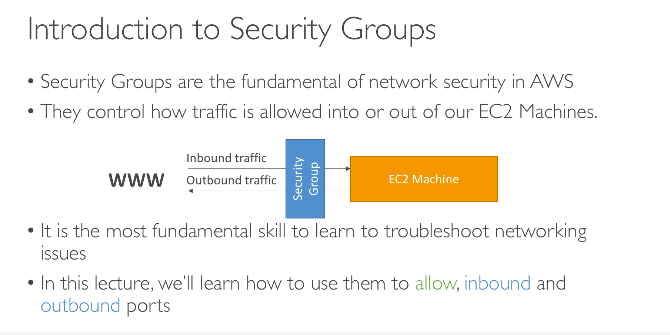 Introduction to Security Groups
• Security Groups are the fundamental of network security in AWS
• They control how traffic is allowed into or out of our EC2 Machines.
Inbound traffic
WWW
Outbound traffic
Security
Group
EC2 Machine
• It is the most fundamental skill to learn to troubleshoot networking
issues
• In this lecture, we'll learn how to use them to allow, inbound and
outbound ports